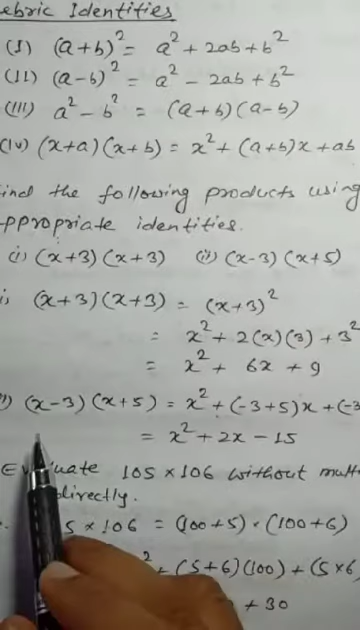 ebric Identities
(I) (a+b)² = a² + 2ab + b²
(II) (a-b)² = a² - 2ab + b²
(III) a² - b² = (a+b)(a-b)
(IV) (x+a)(x+b) = x² + (a+b)x + ab
ind the following products using
ppropriate identities.
(i) (x+3)(x+3) (ii) (x-3)(x+5)
i, (x+3)(x+3) = (x+3)²
= x² + 2(x)(3) + 3²
= x² + 6x + 9
) (x-3)(x+5) = x² + (-3+5)x + (-3
= x² + 2x - 15
105 × 106 without mult
directly.
5 × 106 = (100+5) × (100+6)
² + (5+6)(100) + (5×6)
+ 30